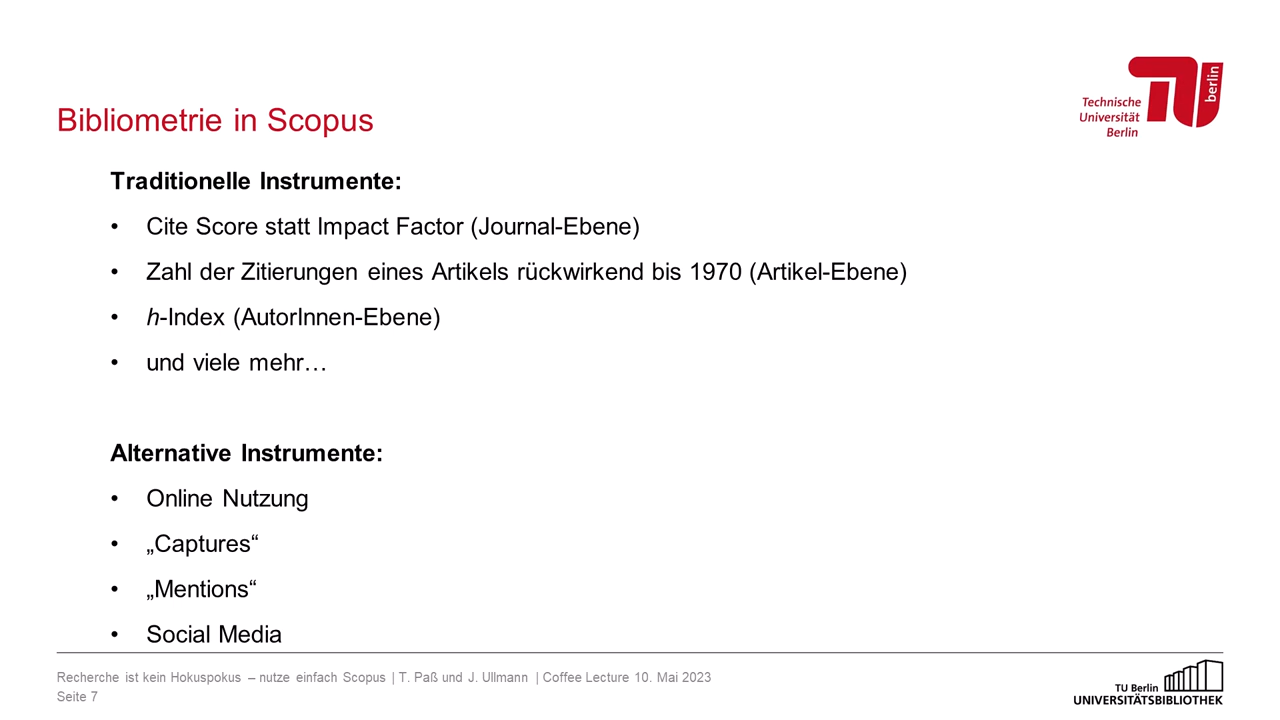 Technische
Universität
Berlin
berlin
Bibliometrie in Scopus
Traditionelle Instrumente:
• Cite Score statt Impact Factor (Journal-Ebene)
• Zahl der Zitierungen eines Artikels rückwirkend bis 1970 (Artikel-Ebene)
• h-Index (AutorInnen-Ebene)
• und viele mehr…
Alternative Instrumente:
• Online Nutzung
• „Captures“
• „Mentions“
• Social Media
Recherche ist kein Hokuspokus – nutze einfach Scopus | T. Paß und J. Ullmann | Coffee Lecture 10. Mai 2023
Seite 7
TU Berlin
UNIVERSITÄTSBIBLIOTHEK